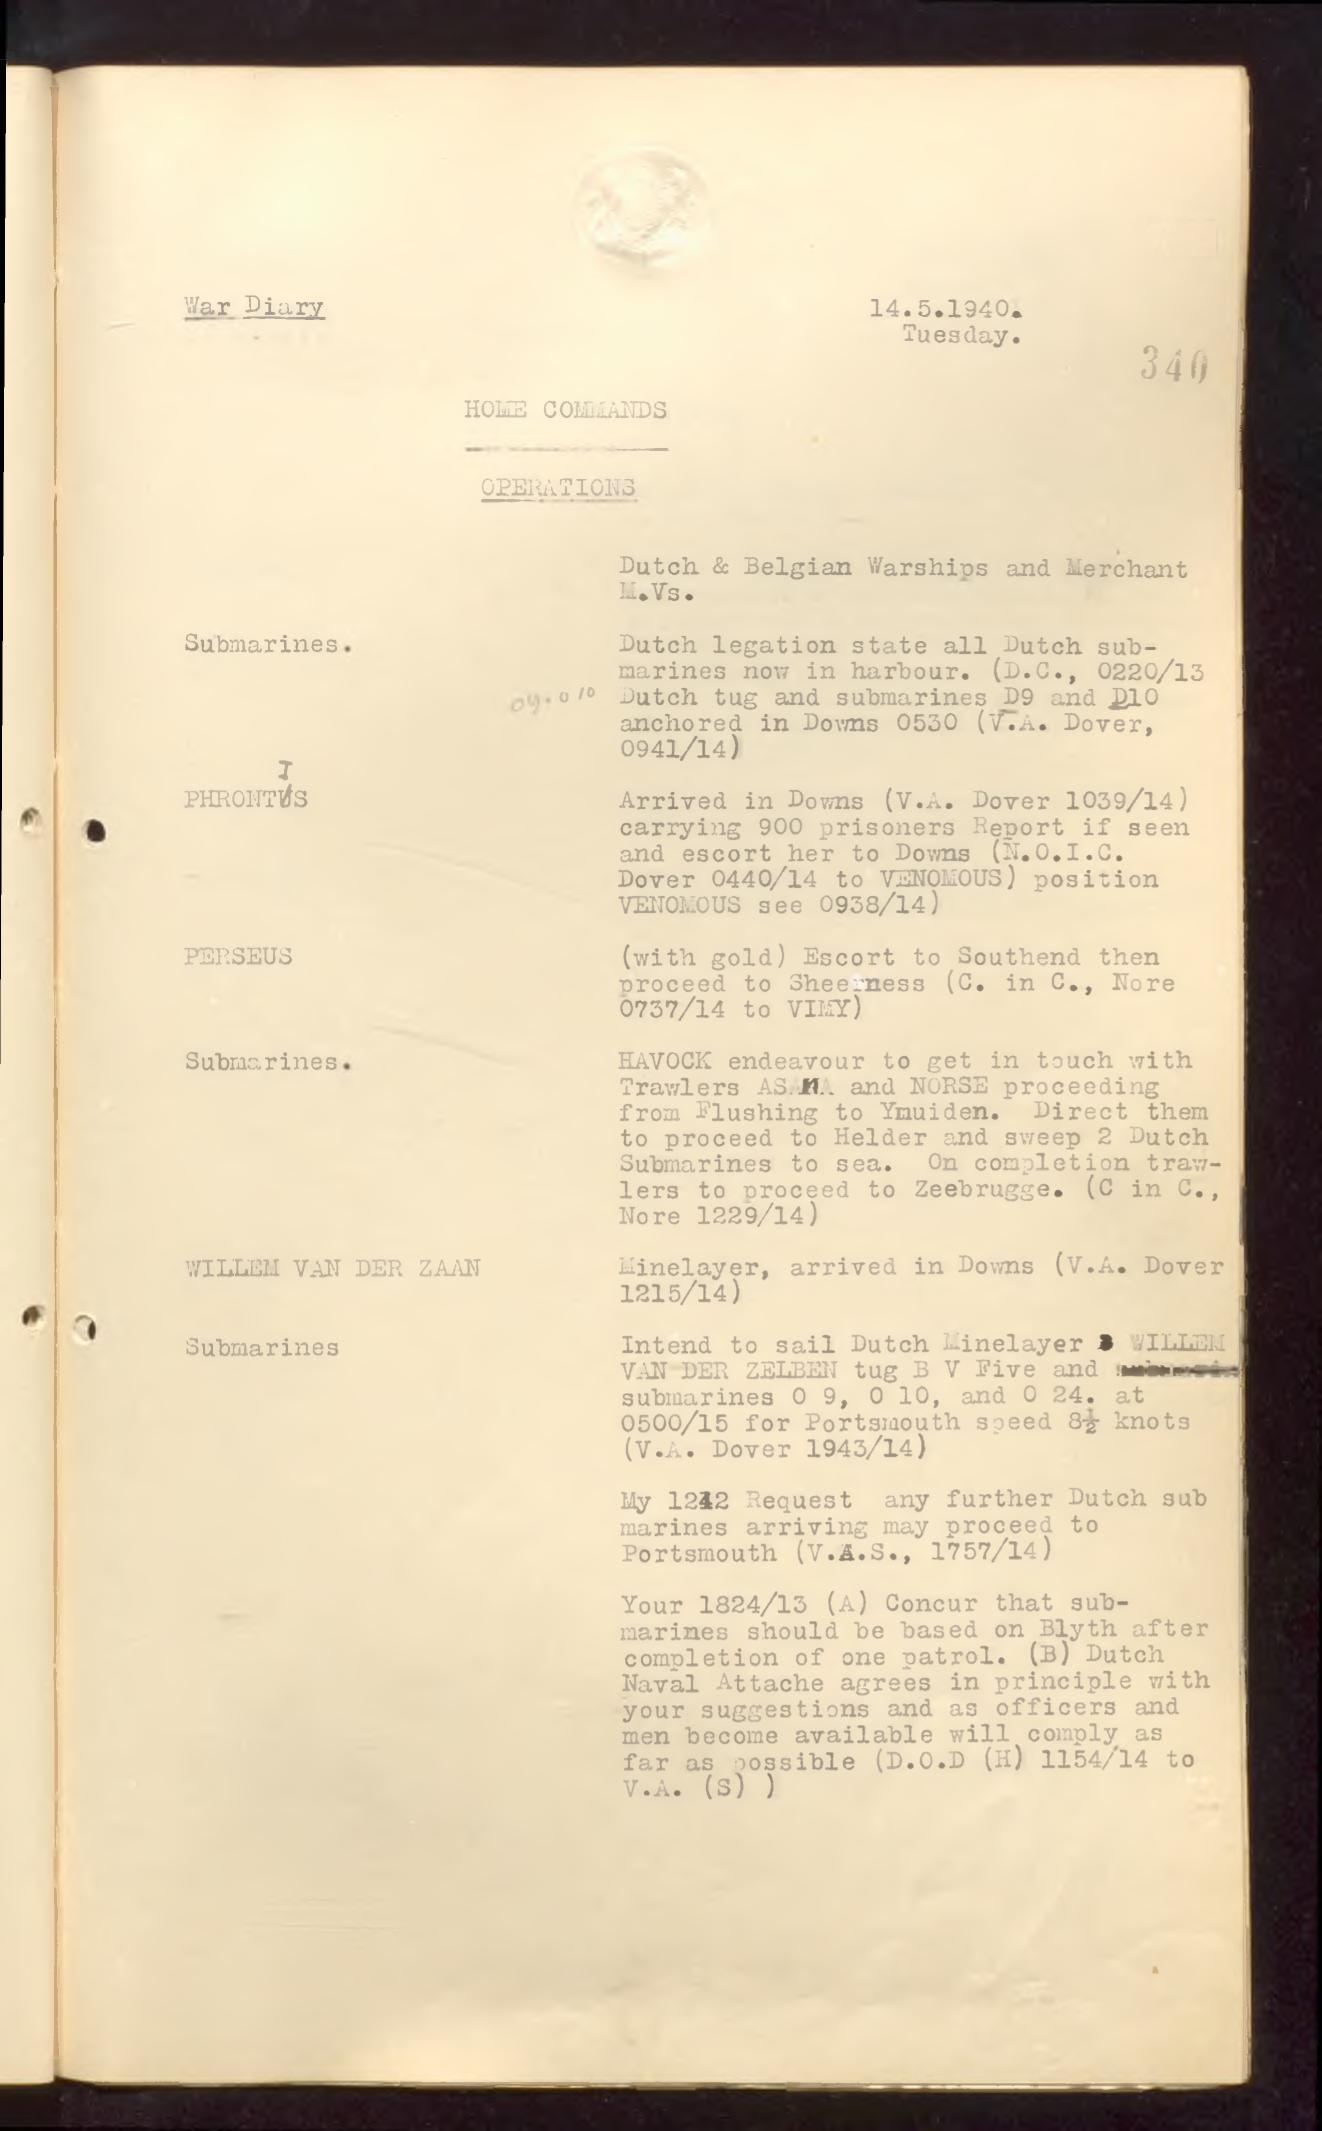 War Diary
14.5.1940.
Tuesday.
340
HOME COMMANDS
OPERATIONS
Dutch & Belgian Warships and Merchant
M.Vs.
Submarines.
Dutch legation state all Dutch sub-
marines now in harbour. (D.C., 0220/13
09.010
Dutch tug and submarines D9 and D10
anchored in Downs 0530 (V.A. Dover,
0941/14)
I
PHRONTUS
Arrived in Downs (V.A. Dover 1039/14)
carrying 900 prisoners Report if seen
and escort her to Downs (N.O.I.C.
Dover 0440/14 to VENOMOUS) position
VENOMOUS see 0938/14)
PERSEUS
(with gold) Escort to Southend then
proceed to Sheerness (C. in C., Nore
0737/14 to VIMY)
Submarines.
HAVOCK endeavour to get in touch with
Trawlers and NORSE proceeding
from Flushing to Ymuiden. Direct them
to proceed to Helder and sweep 2 Dutch
Submarines to sea. On completion traw-
lers to proceed to Zeebrugge. (C in C.,
Nore 1229/14)
WILLEM VAN DER ZAAN
Minelayer, arrived in Downs (V.A. Dover
1215/14)
Submarines
Intend to sail Dutch Minelayer WILLEM
VAN DER ZELBEN tug B V Five and
submarines O 9, O 10, and O 24. at
0500/15 for Portsmouth speed 8½ knots
(V.A. Dover 1943/14)
My 1242 Request any further Dutch sub
marines arriving may proceed to
Portsmouth (V.A.S., 1757/14)
Your 1824/13 (A) Concur that sub-
marines should be based on Blyth after
completion of one patrol. (B) Dutch
Naval Attache agrees in principle with
your suggestions and as officers and
men become available will comply as
far as possible (D.O.D (H) 1154/14 to
V.A. (S) )